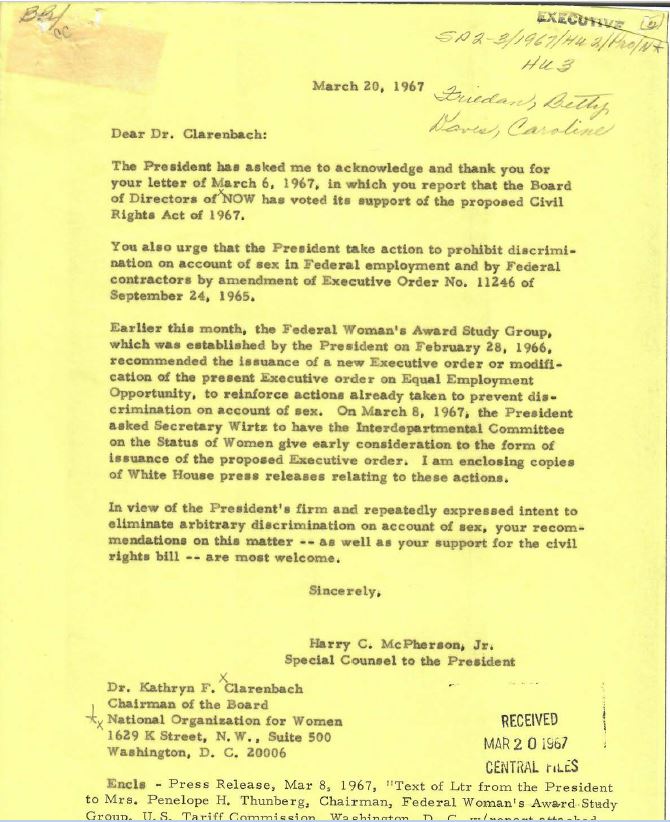 EXECUTIVE
SP2-3/1967/HU2/Pro/N*
HU3
March 20, 1967
Friedan, Betty
Davis, Caroline
Dear Dr. Clarenbach:
The President has asked me to acknowledge and thank you for
your letter of March 6, 1967, in which you report that the Board
of Directors of NOW has voted its support of the proposed Civil
Rights Act of 1967.
You also urge that the President take action to prohibit discrimi-
nation on account of sex in Federal employment and by Federal
contractors by amendment of Executive Order No. 11246 of
September 24, 1965.
Earlier this month, the Federal Woman's Award Study Group,
which was established by the President on February 28, 1966,
recommended the issuance of a new Executive order or modifi-
cation of the present Executive order on Equal Employment
Opportunity, to reinforce actions already taken to prevent dis-
crimination on account of sex. On March 8, 1967, the President
asked Secretary Wirtz to have the Interdepartmental Committee
on the Status of Women give early consideration to the form of
issuance of the proposed Executive order. I am enclosing copies
of White House press releases relating to these actions.
In view of the President's firm and repeatedly expressed intent to
eliminate arbitrary discrimination on account of sex, your recom-
mendations on this matter -- as well as your support for the civil
rights bill -- are most welcome.
Sincerely,
Harry C. McPherson, Jr.
Special Counsel to the President
Dr. Kathryn F. Clarenbach
Chairman of the Board
National Organization for Women
1629 K Street, N.W., Suite 500
Washington, D. C. 20006
RECEIVED
MAR 20 1967
CENTRAL FILES
Encls - Press Release, Mar 8, 1967, "Text of Ltr from the President
to Mrs. Penelope H. Thunberg, Chairman, Federal Woman's Award Study
Group, U.S. Tariff Commission, Washington, D. C. w/report attached